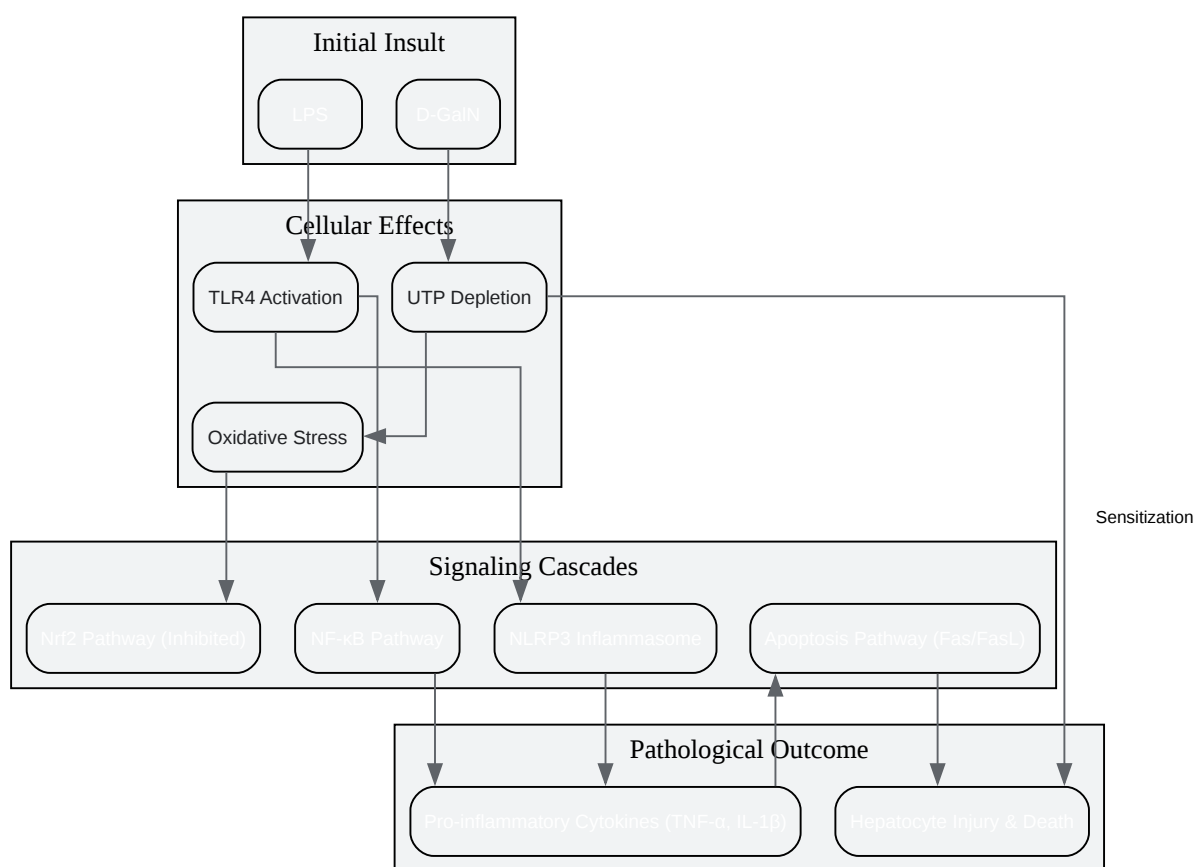 Initial Insult
LPS
D-GalN
Cellular Effects
TLR4 Activation
UTP Depletion
Oxidative Stress
Sensitization
Signaling Cascades
Nrf2 Pathway (Inhibited)
NF-κB Pathway
NLRP3 Inflammasome
Apoptosis Pathway (Fas/FasL)
Pathological Outcome
Pro-inflammatory Cytokines (TNF-α, IL-1β)
Hepatocyte Injury & Death